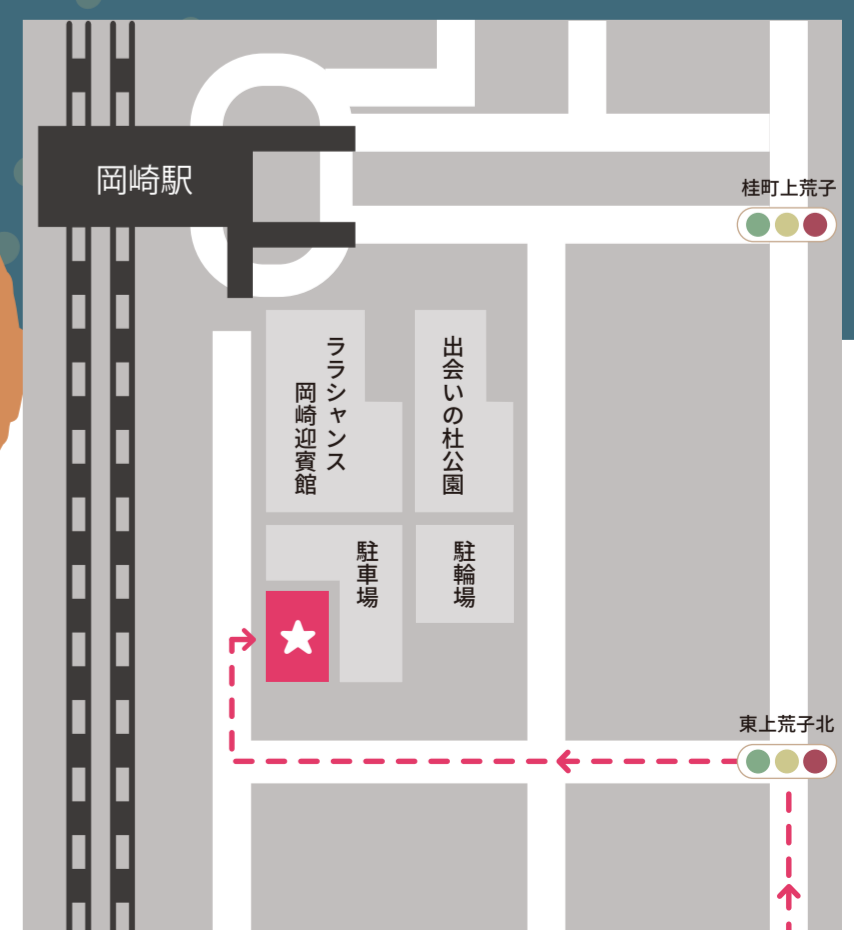 岡崎駅
桂町上荒子
ララシャンス
岡崎迎賓館
出会いの杜公園
駐車場
駐輪場
東上荒子北